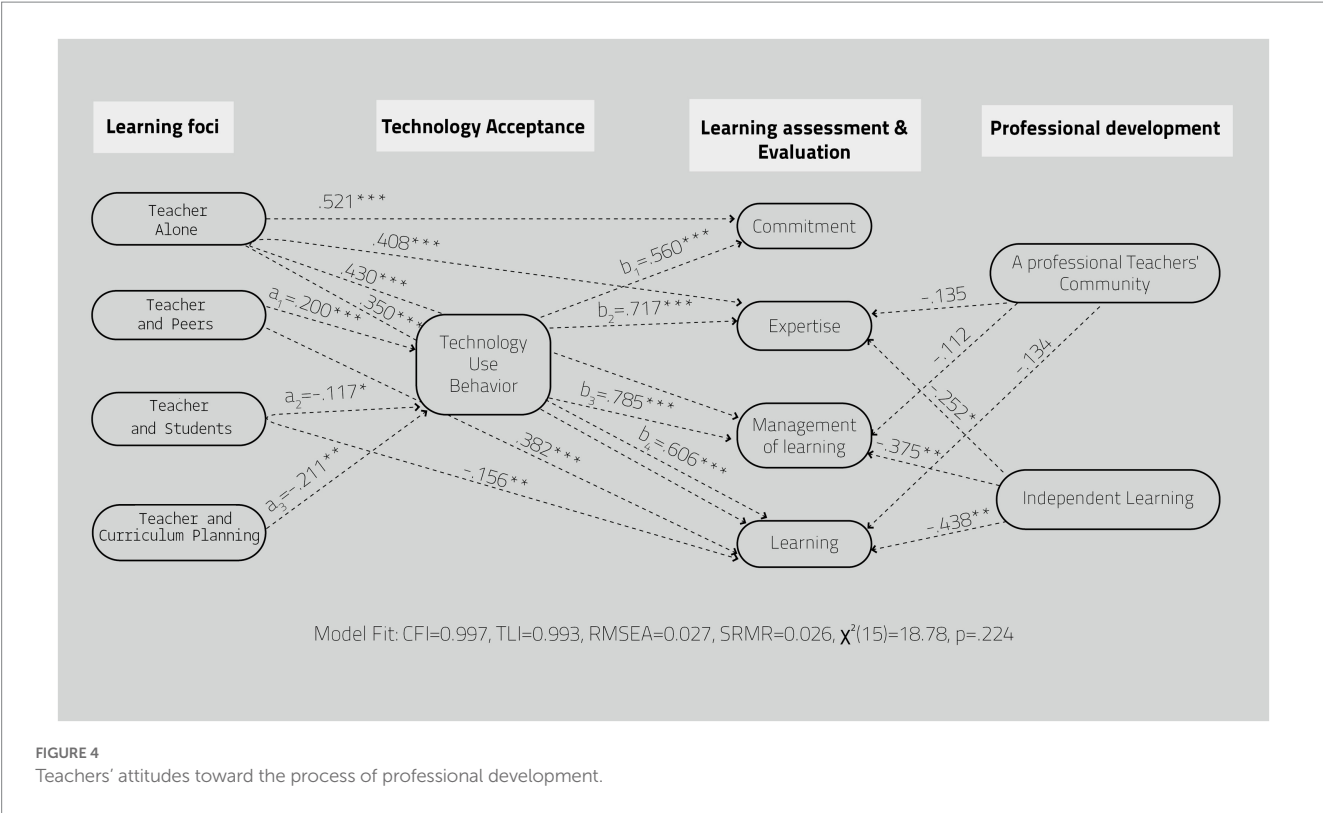 Learning foci
Technology Acceptance
Learning assessment &
Evaluation
Professional development
Teacher
Alone
Teacher
and Peers
Teacher
and Students
Teacher and
Curriculum Planning
Technology
Use
Behavior
Commitment
Expertise
Management
of learning
Learning
A professional Teachers'
Community
Independent Learning
.521***
.408***
.430***
.350***
a₁=.200***
a₂=-.117*
a₃=-.211**
b₁=.560***
b₂=.717***
b₃=.785***
b₄=.606***
.382***
-.156**
-.135
-.112
-.134
-.252*
-.375**
-.438**
Model Fit: CFI=0.997, TLI=0.993, RMSEA=0.027, SRMR=0.026, χ²(15)=18.78, p=.224
FIGURE 4
Teachers' attitudes toward the process of professional development.